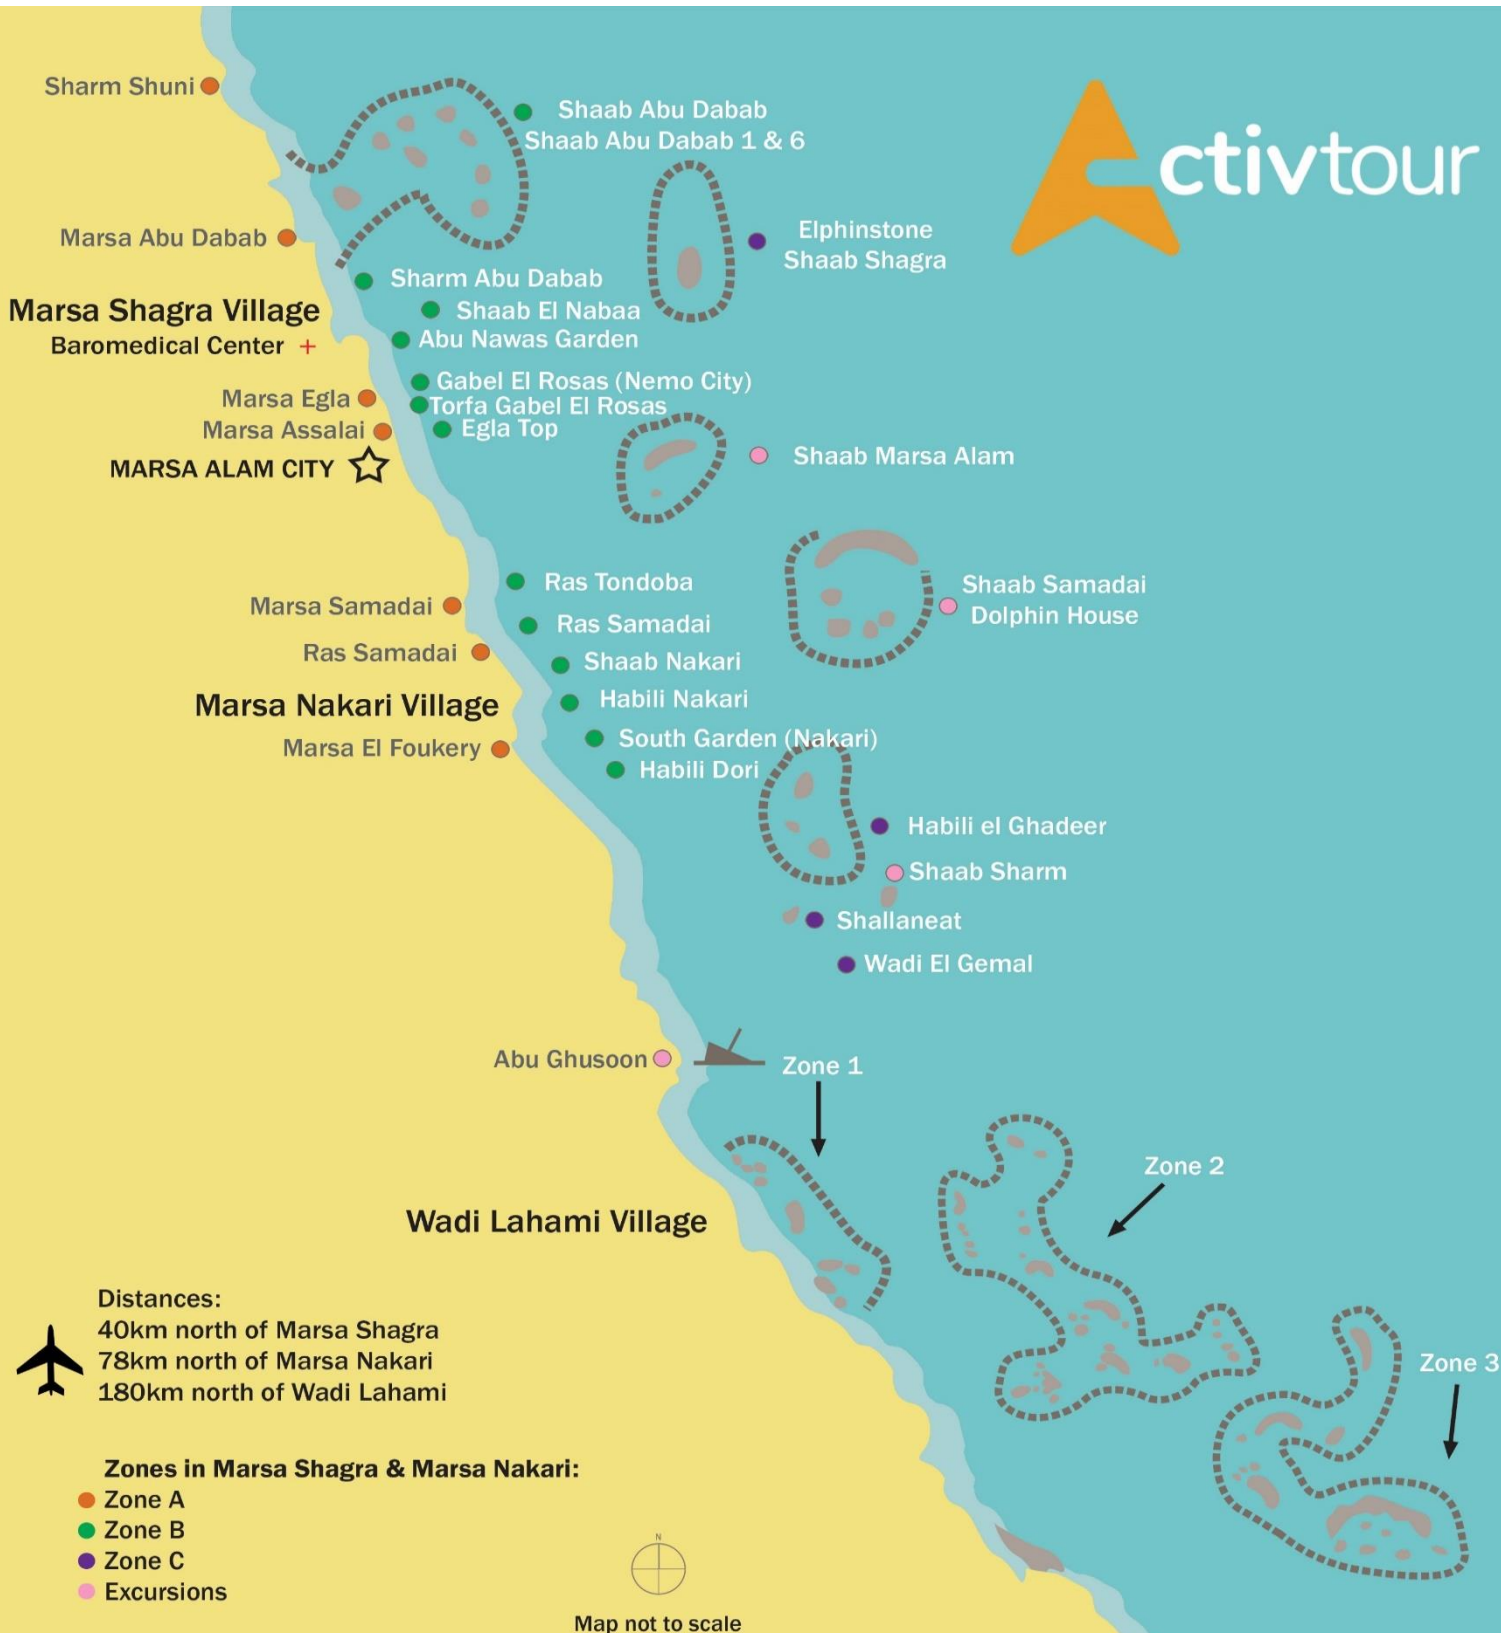 Sharm Shuni
Shaab Abu Dabab
Shaab Abu Dabab 1 & 6
ctivtour
Marsa Abu Dabab
Elphinstone
Shaab Shagra
Sharm Abu Dabab
Marsa Shagra Village
Shaab El Nabaa
Baromedical Center +
Abu Nawas Garden
Gabel El Rosas (Nemo City)
Marsa Egla
Torfa Gabel El Rosas
Marsa Assalai
Egla Top
MARSA ALAM CITY
Shaab Marsa Alam
Ras Tondoba
Shaab Samadai
Dolphin House
Marsa Samadai
Ras Samadai
Ras Samadai
Shaab Nakari
Marsa Nakari Village
Habili Nakari
South Garden (Nakari)
Marsa El Foukery
Habili Dori
Habili el Ghadeer
Shaab Sharm
Shallaneat
Wadi El Gemal
Abu Ghusoon
Zone 1
Zone 2
Wadi Lahami Village
Zone 3
Distances:
40km north of Marsa Shagra
78km north of Marsa Nakari
180km north of Wadi Lahami
Zones in Marsa Shagra & Marsa Nakari:
Zone A
Zone B
Zone C
Excursions
N
Map not to scale